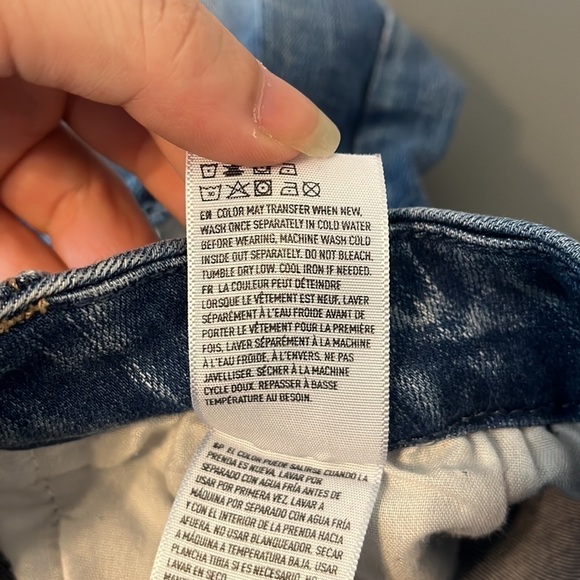 EN COLOR MAY TRANSFER WHEN NEW,
WASH ONCE SEPARATELY IN COLD WATER
BEFORE WEARING, MACHINE WASH COLD
INSIDE OUT SEPARATELY. DO NOT BLEACH.
TUMBLE DRY LOW. COOL IRON IF NEEDED.
FR LA COULEUR PEUT DÉTEINDRE
LORSQUE LE VÊTEMENT EST NEUF, LAVER
SÉPARÉMENT À L'EAU FROIDE AVANT DE
PORTER LE VÊTEMENT POUR LA PREMIÈRE
FOIS, LAVER SÉPARÉMENT À LA MACHINE
À L'EAU FROIDE, À L'ENVERS. NE PAS
JAVELLISER. SÉCHER À LA MACHINE
CYCLE DOUX. REPASSER À BASSE
TEMPÉRATURE AU BESOIN.
SP EL COLOR PUEDE SALIRSE CUANDO LA
PRENDA ES NUEVA. LAVAR POR
SEPARADO CON AGUA FRÍA ANTES DE
USAR POR PRIMERA VEZ. LAVAR A
MÁQUINA POR SEPARADO CON AGUA FRÍA
Y CON EL INTERIOR DE LA PRENDA HACIA
AFUERA. NO USAR BLANQUEADOR. SECAR
A MÁQUINA A TEMPERATURA BAJA. USAR
PLANCHA TIBIA SI ES NECESARIO. NO
LAVAR EN SECO.